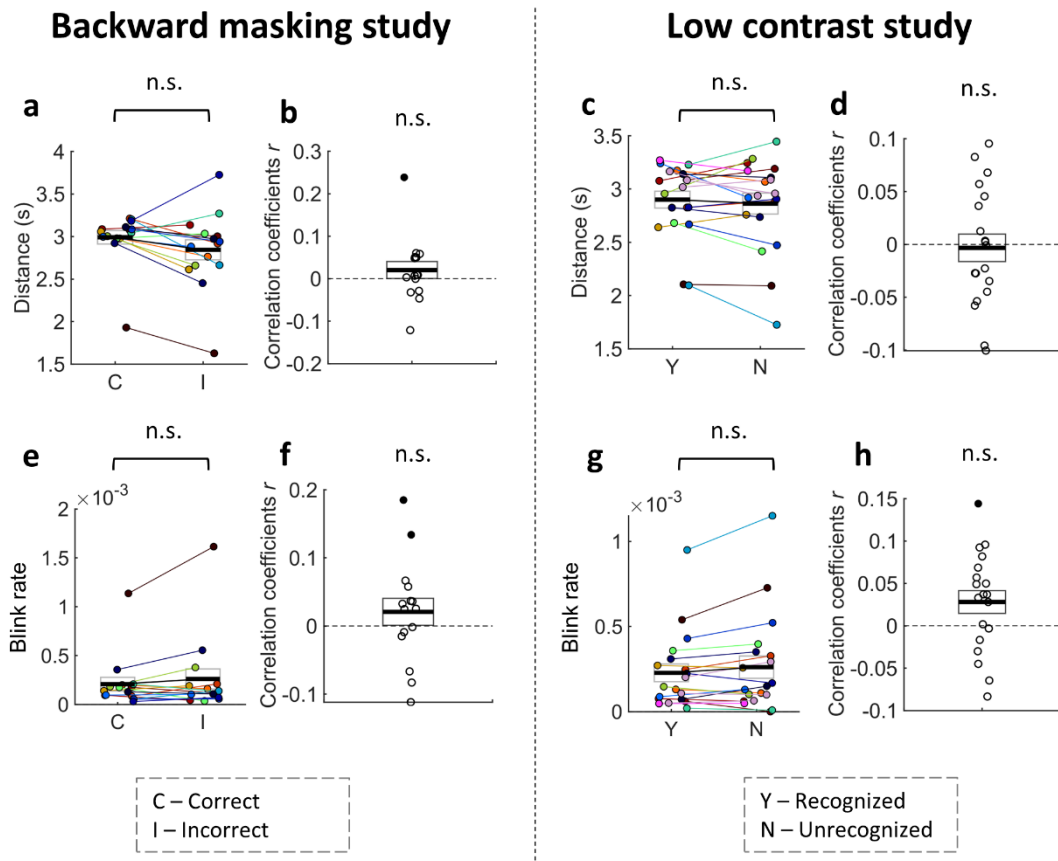 Backward masking study
Low contrast study
a
n.s.
b
n.s.
c
n.s.
d
n.s.
Distance (s)
4
3.5
3
2.5
2
1.5
C
I
Correlation coefficients r
0.3
0.2
0.1
0
-0.1
-0.2
Distance (s)
3.5
3
2.5
2
1.5
Y
N
Correlation coefficients r
0.1
0.05
0
-0.05
-0.1
e
n.s.
f
n.s.
g
n.s.
h
n.s.
Blink rate
×10⁻³
2
1.5
1
0.5
0
C
I
Correlation coefficients r
0.2
0.1
0
-0.1
Blink rate
×10⁻³
1
0.5
0
Y
N
Correlation coefficients r
0.15
0.1
0.05
0
-0.05
-0.1
C – Correct
I – Incorrect
Y – Recognized
N – Unrecognized